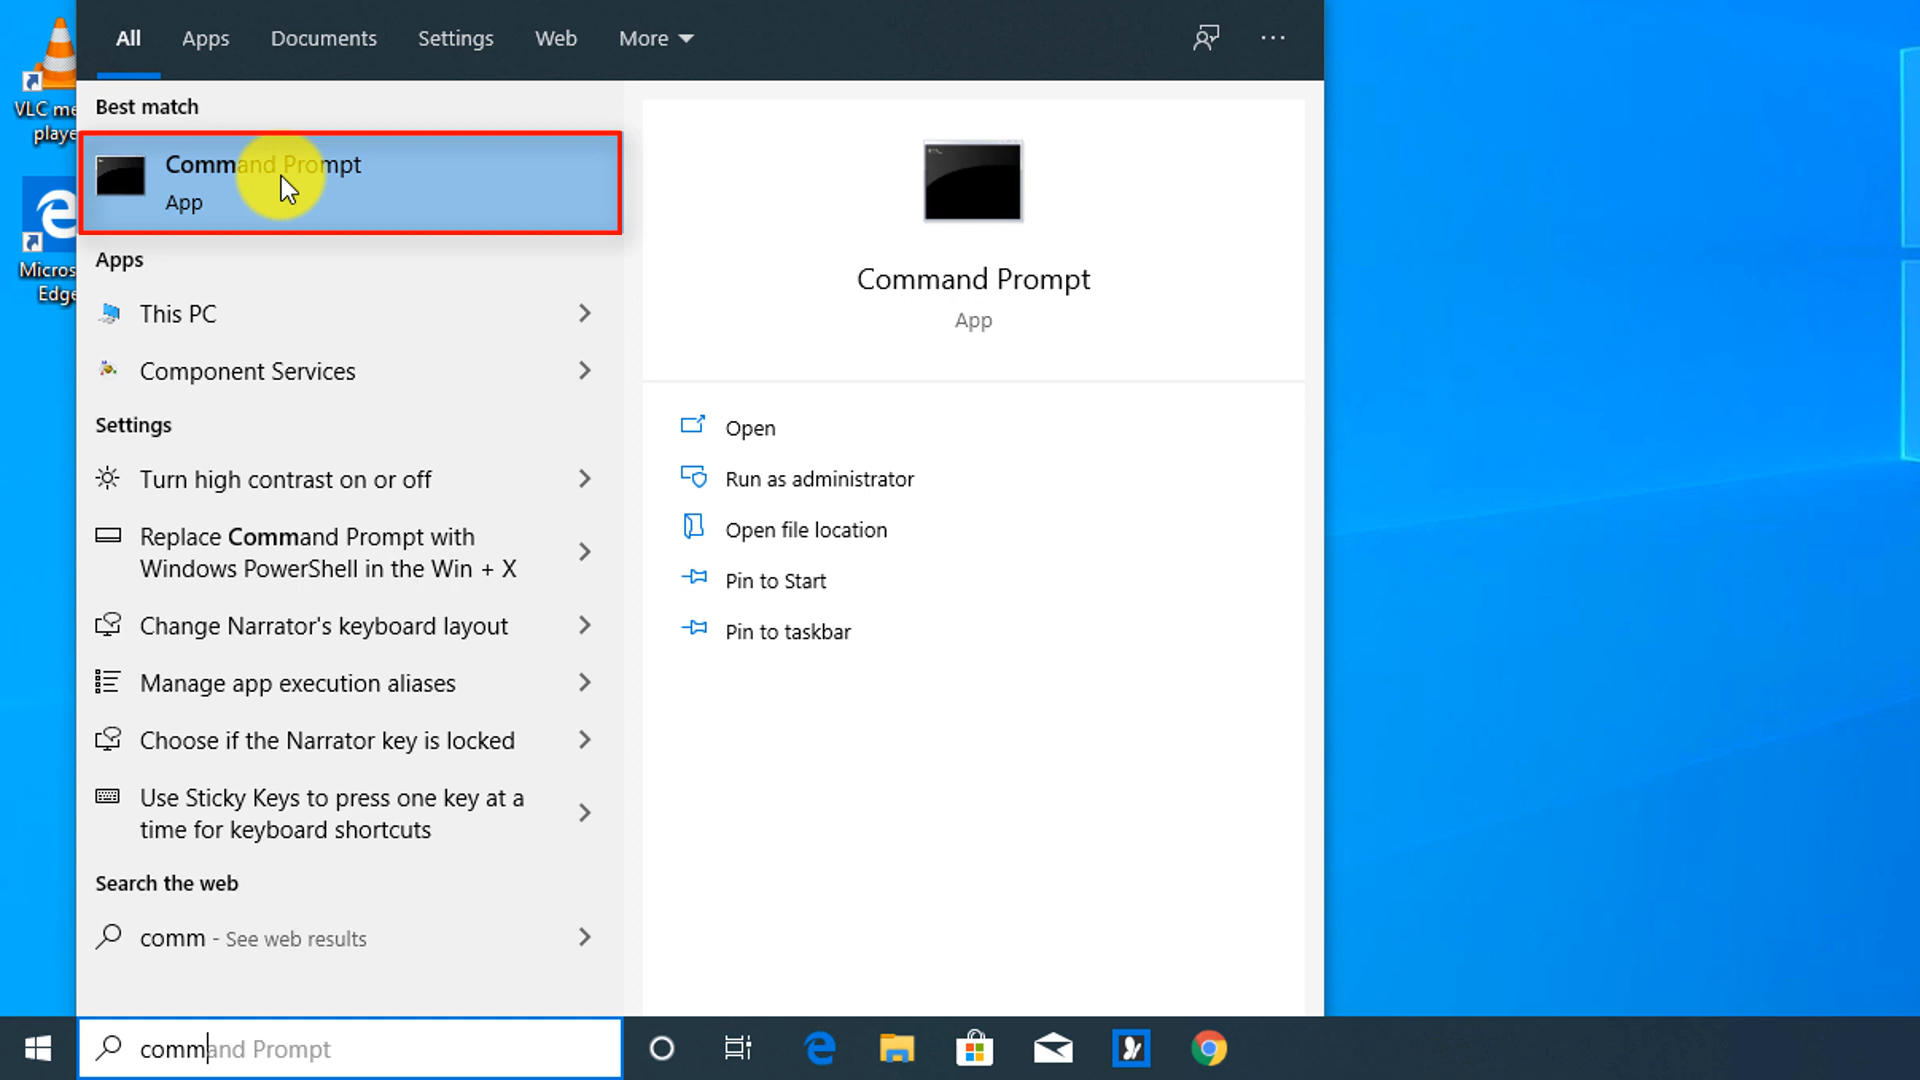 VLC me
playe
Micros
Edge
All
Apps
Documents
Settings
Web
More
Best match
Command Prompt
App
Apps
This PC
Component Services
Settings
Turn high contrast on or off
Replace Command Prompt with
Windows PowerShell in the Win + X
Change Narrator's keyboard layout
Manage app execution aliases
Choose if the Narrator key is locked
Use Sticky Keys to press one key at a
time for keyboard shortcuts
Search the web
comm - See web results
Command Prompt
App
Open
Run as administrator
Open file location
Pin to Start
Pin to taskbar
command Prompt